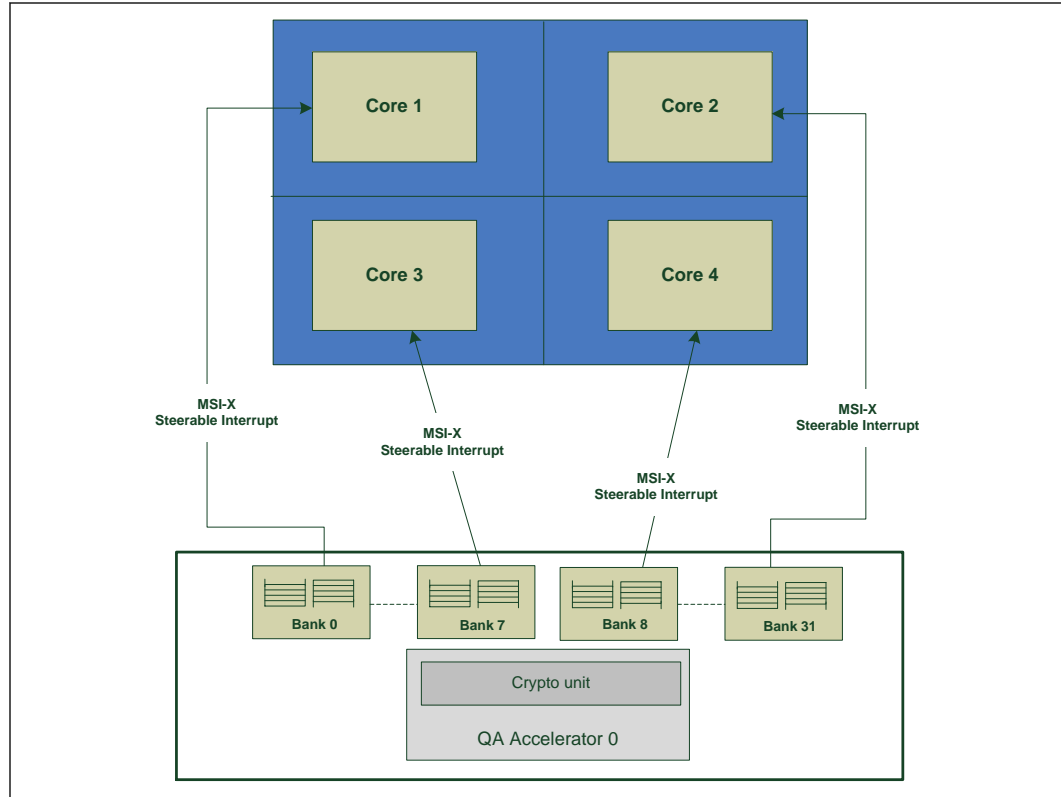 Core 1
Core 2
Core 3
Core 4
MSI-X
Steerable Interrupt
MSI-X
Steerable Interrupt
MSI-X
Steerable Interrupt
MSI-X
Steerable Interrupt
Bank 0
Bank 7
Bank 8
Bank 31
Crypto unit
QA Accelerator 0